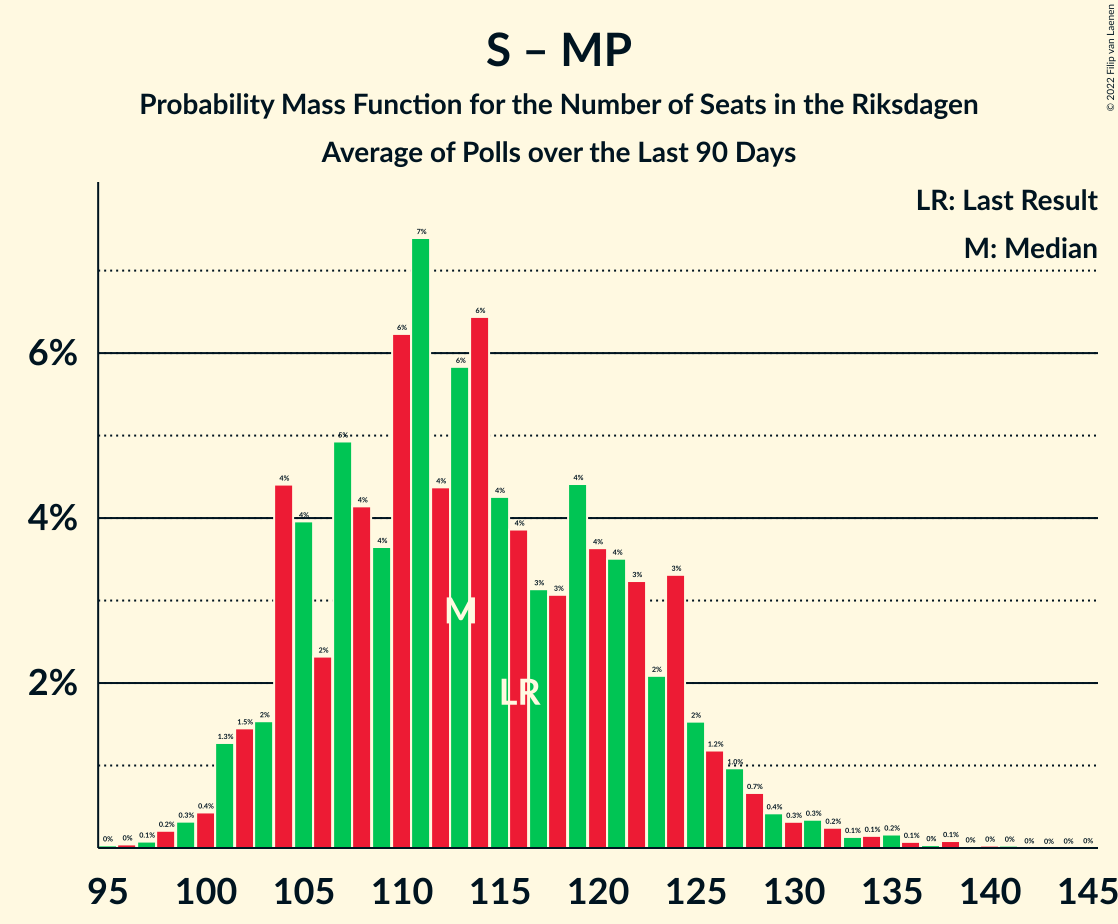 S – MP
Probability Mass Function for the Number of Seats in the Riksdagen
Average of Polls over the Last 90 Days
© 2022 Filip van Laenen
LR: Last Result
M: Median
6%
4%
2%
0% 0% 0.1% 0.2% 0.3% 0.4% 1.3% 1.5% 2% 4% 4% 2% 5% 4% 4% 6% 7% 4% 6% 6% 4% 4% 3% 3% 4% 4% 4% 3% 2% 3% 2% 1.2% 1.0% 0.7% 0.4% 0.3% 0.3% 0.2% 0.1% 0.1% 0.2% 0.1% 0% 0.1% 0% 0% 0% 0% 0% 0% 0%
M
LR
95 100 105 110 115 120 125 130 135 140 145